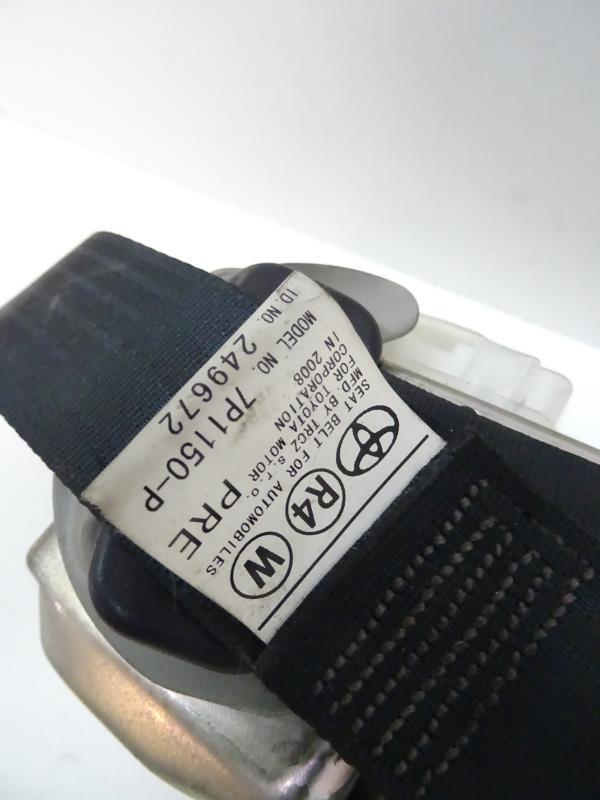 R4 W
SEAT BELT FOR AUTOMOBILES
MFD. BY TRCZ s.r.o.
FOR TOYOTA MOTOR
CORPORATION
IN 2008
PRE
MODEL NO. 7P1150-P
ID.NO. 249672